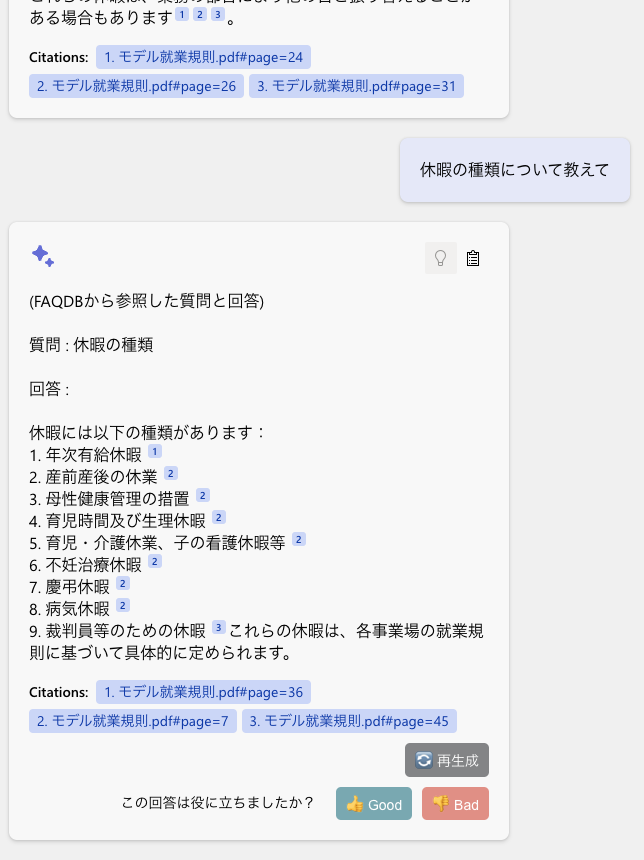 ある場合もあります 1 2 3 。
Citations: 1. モデル就業規則.pdf#page=24
2. モデル就業規則.pdf#page=26 3. モデル就業規則.pdf#page=31
休暇の種類について教えて
(FAQDBから参照した質問と回答)
質問 : 休暇の種類
回答 :
休暇には以下の種類があります：
1. 年次有給休暇 1
2. 産前産後の休業 2
3. 母性健康管理の措置 2
4. 育児時間及び生理休暇 2
5. 育児・介護休業、子の看護休暇等 2
6. 不妊治療休暇 2
7. 慶弔休暇 2
8. 病気休暇 2
9. 裁判員等のための休暇 3 これらの休暇は、各事業場の就業規
則に基づいて具体的に定められます。
Citations: 1. モデル就業規則.pdf#page=36
2. モデル就業規則.pdf#page=7 3. モデル就業規則.pdf#page=45
再生成
この回答は役に立ちましたか？ Good Bad